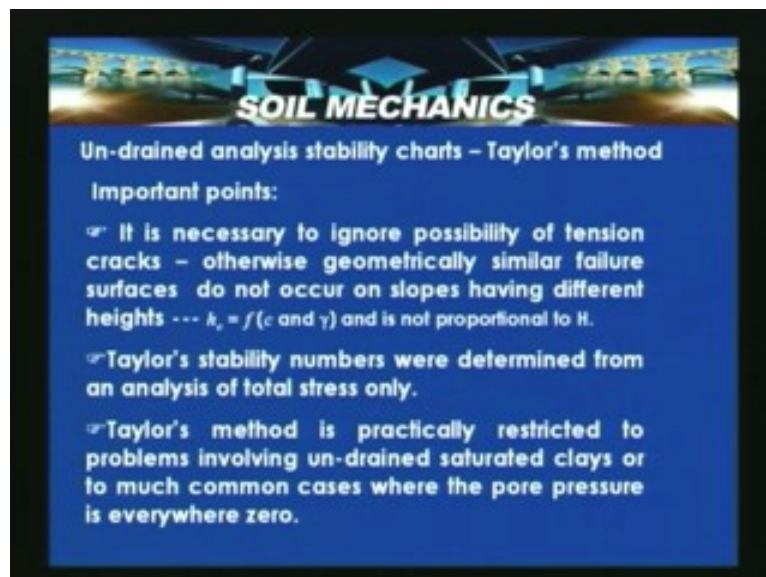 SOIL MECHANICS
Un-drained analysis stability charts – Taylor's method
Important points:
☞ It is necessary to ignore possibility of tension
cracks – otherwise geometrically similar failure
surfaces do not occur on slopes having different
heights --- hc = f (c and γ) and is not proportional to H.
☞Taylor's stability numbers were determined from
an analysis of total stress only.
☞Taylor's method is practically restricted to
problems involving un-drained saturated clays or
to much common cases where the pore pressure
is everywhere zero.